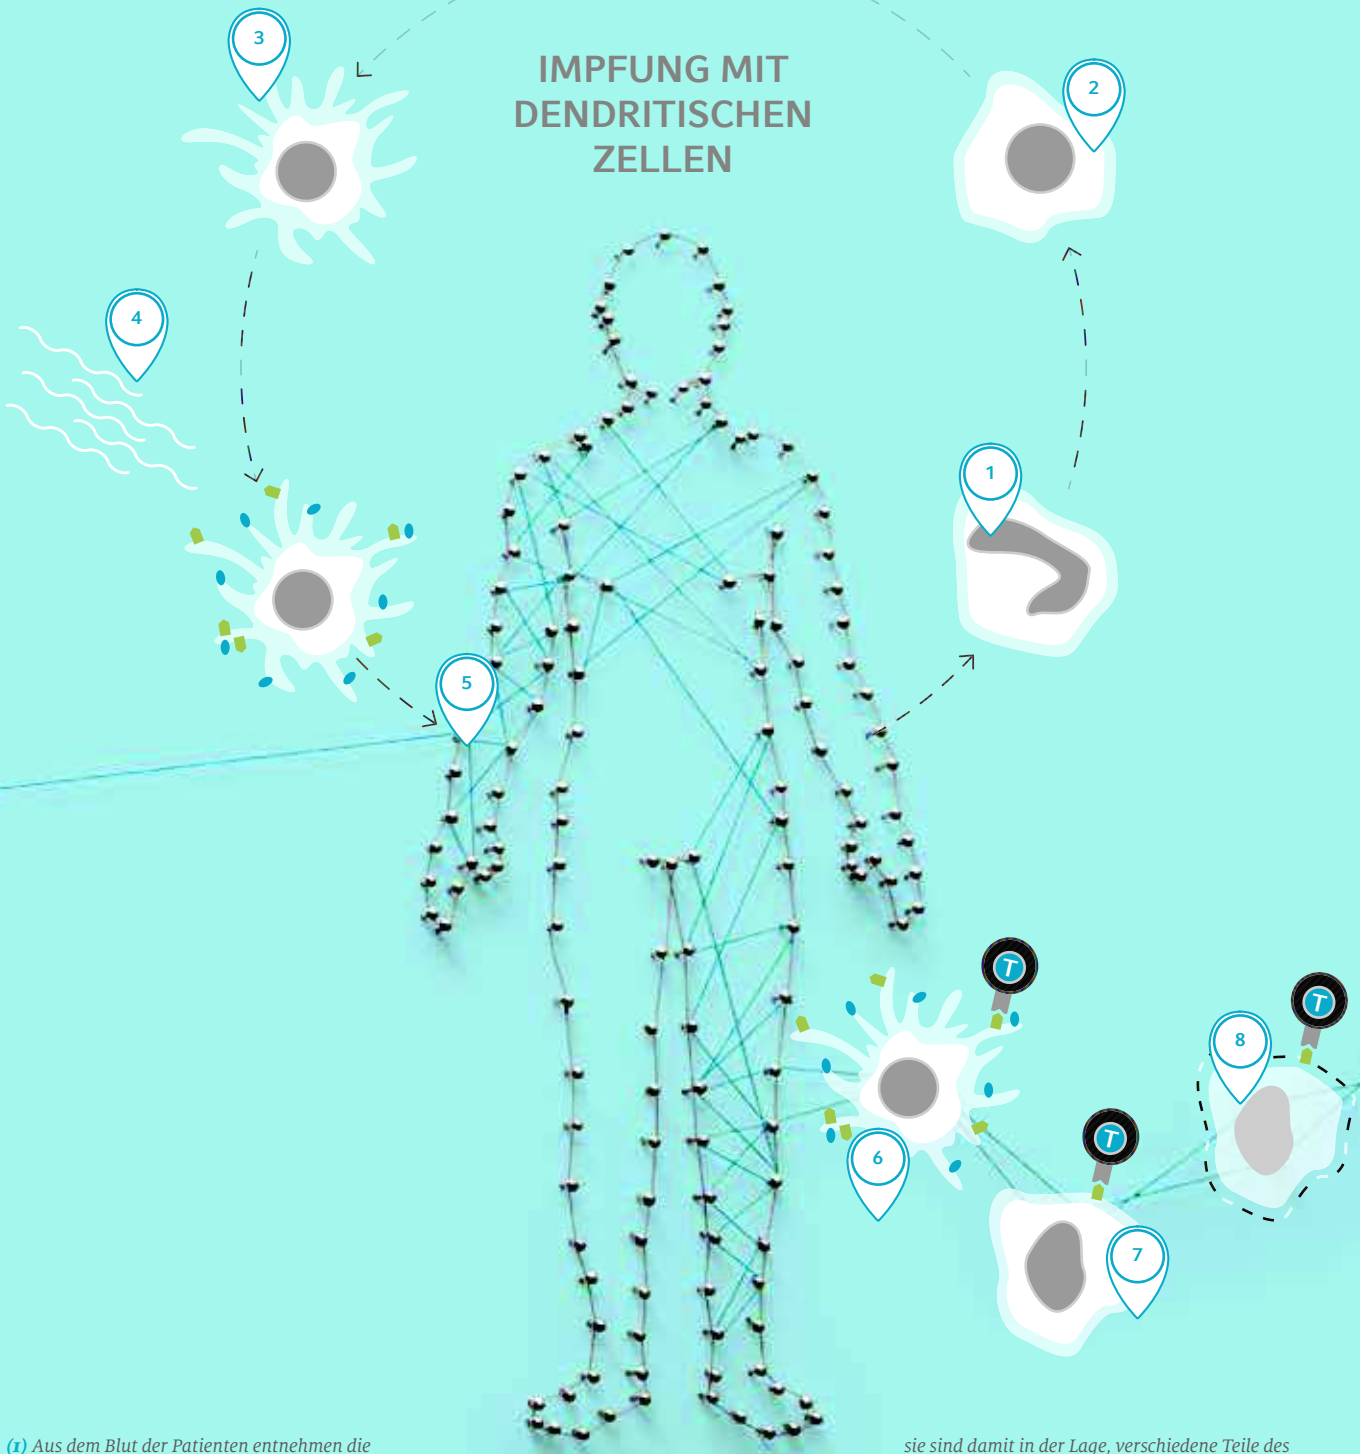 3
IMPFUNG MIT
DENDRITISCHEN
ZELLEN
2
4
1
5
T
T
8
6
T
7
(1) Aus dem Blut der Patienten entnehmen die
sie sind damit in der Lage, verschiedene Teile des